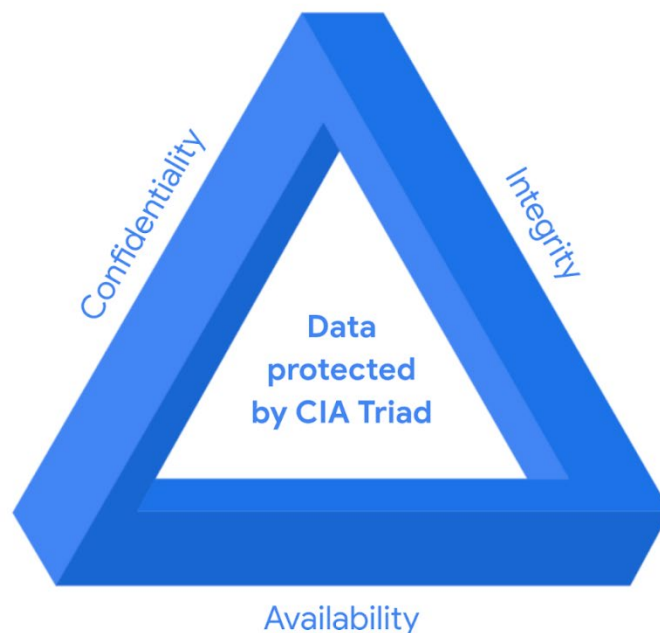 Confidentiality
Integrity
Data
protected
by CIA Triad
Availability